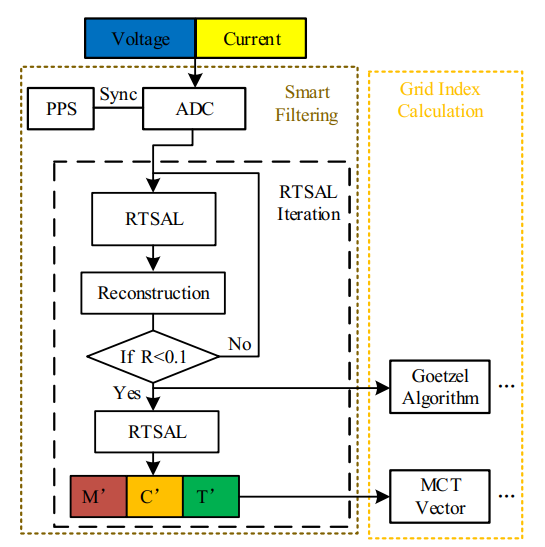 Voltage
Current
Smart
Filtering
Grid Index
Calculation
PPS
Sync
ADC
RTSAL
Iteration
RTSAL
Reconstruction
If R<0.1
No
Yes
Goetzel
Algorithm
...
RTSAL
M’
C’
T’
MCT
Vector
...